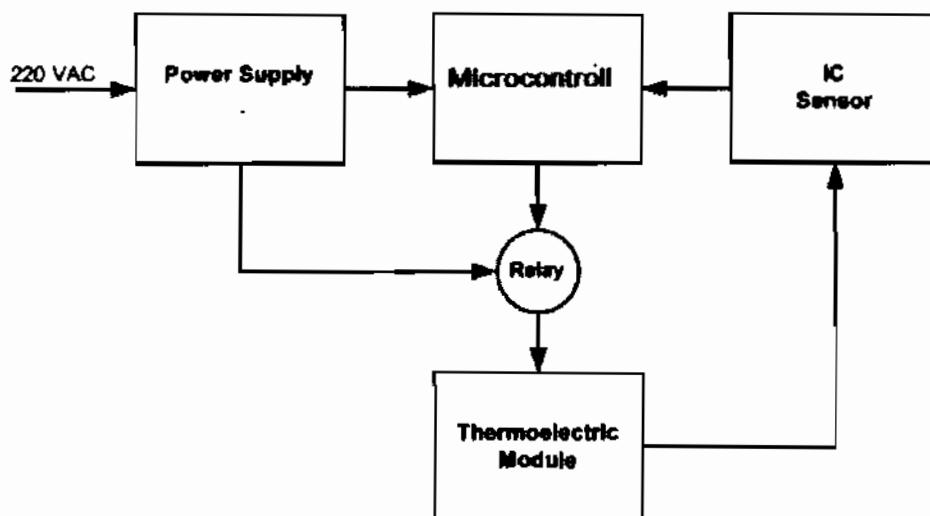 220 VAC
Power Supply
Microcontroll
IC
Sensor
Relay
Thermoelectric
Module